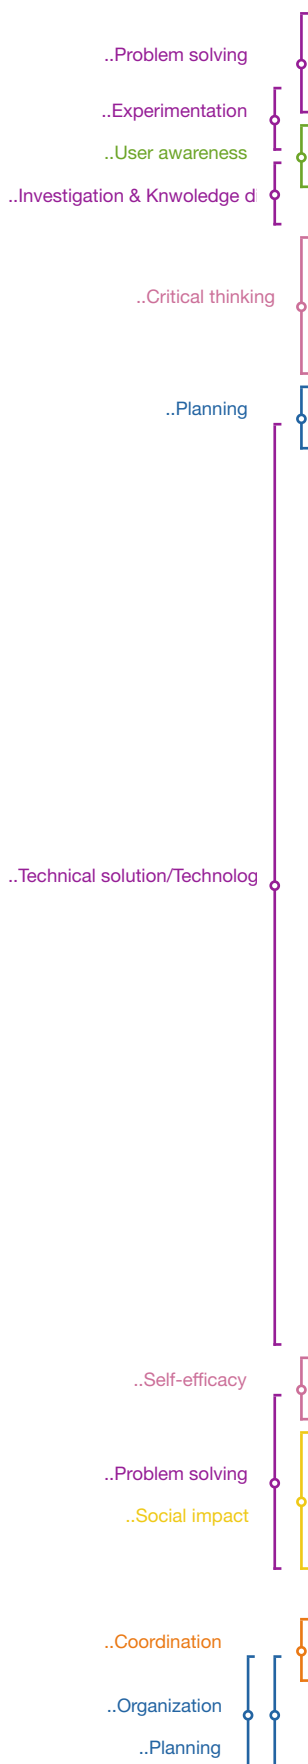 ..Problem solving
..Experimentation
..User awareness
..Investigation & Knwoledge di
..Critical thinking
..Planning
..Technical solution/Technolog
..Self-efficacy
..Problem solving
..Social impact
..Coordination
..Organization
..Planning